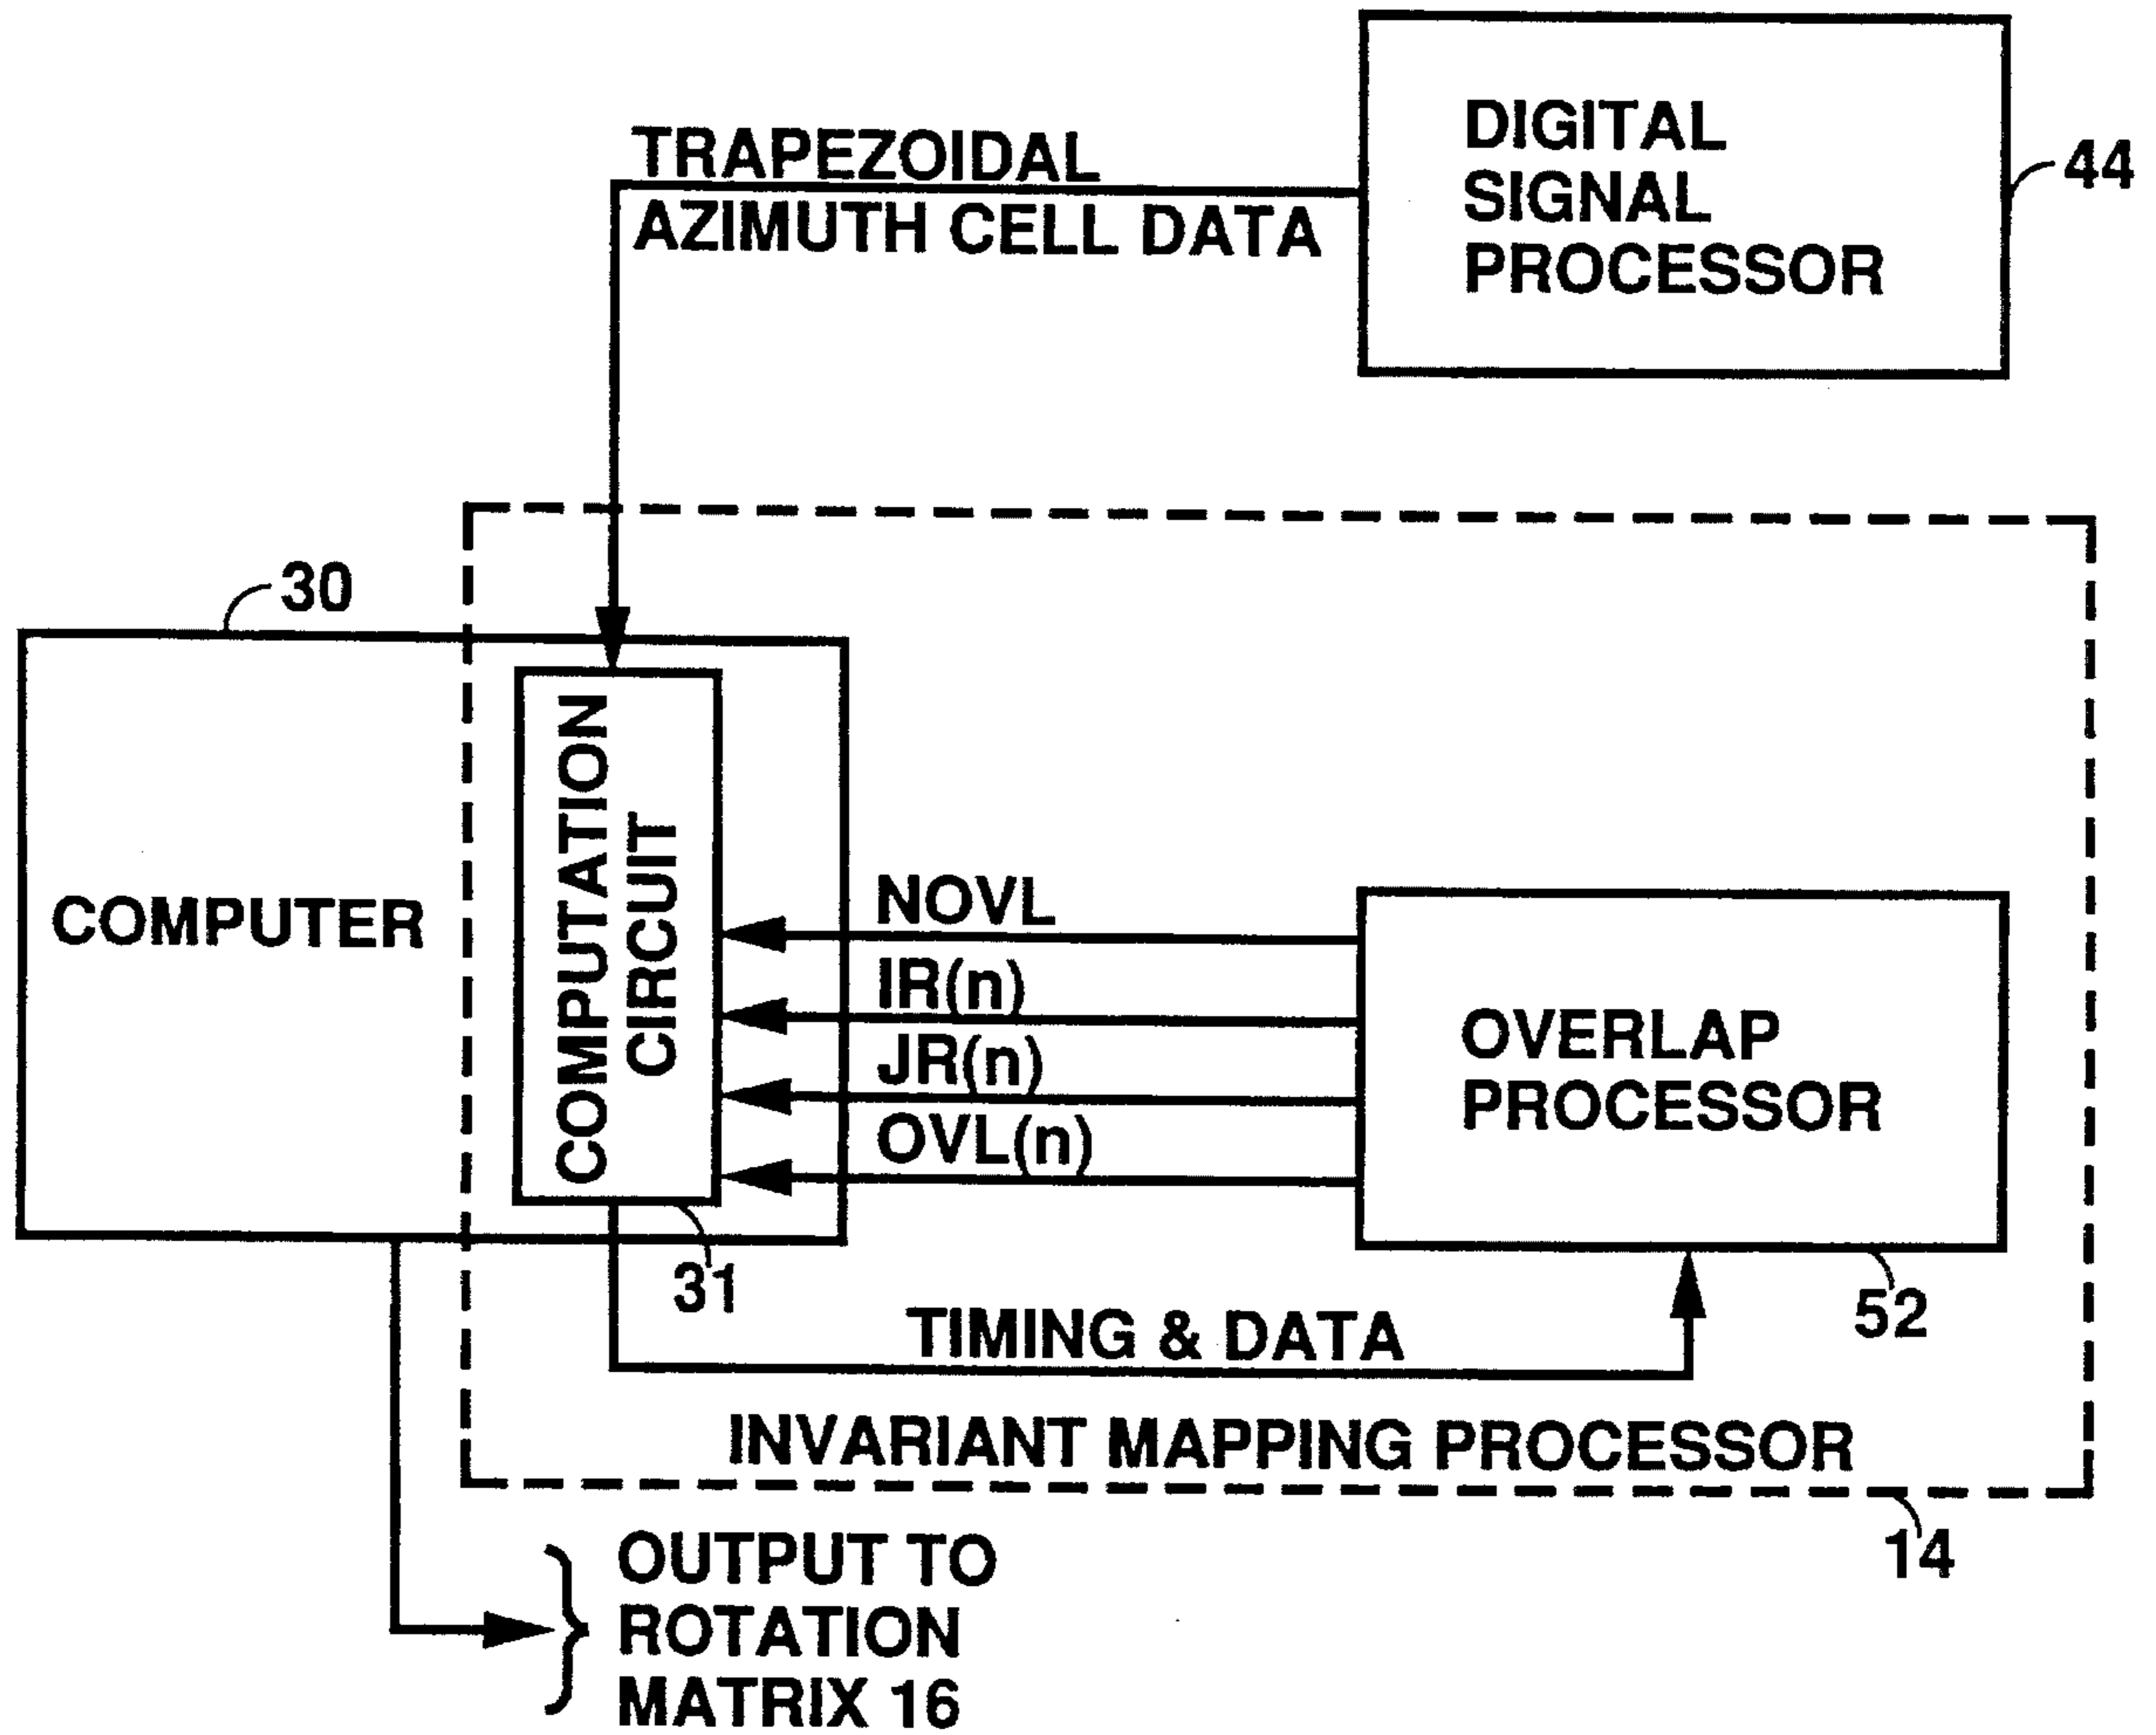 DIGITAL
SIGNAL
PROCESSOR
44
TRAPEZOIDAL
AZIMUTH CELL DATA
30
COMPUTER
COMPUTATION
CIRCUIT
NOVL
IR(n)
JR(n)
OVL(n)
OVERLAP
PROCESSOR
31
52
TIMING & DATA
INVARIANT MAPPING PROCESSOR
14
OUTPUT TO
ROTATION
MATRIX 16